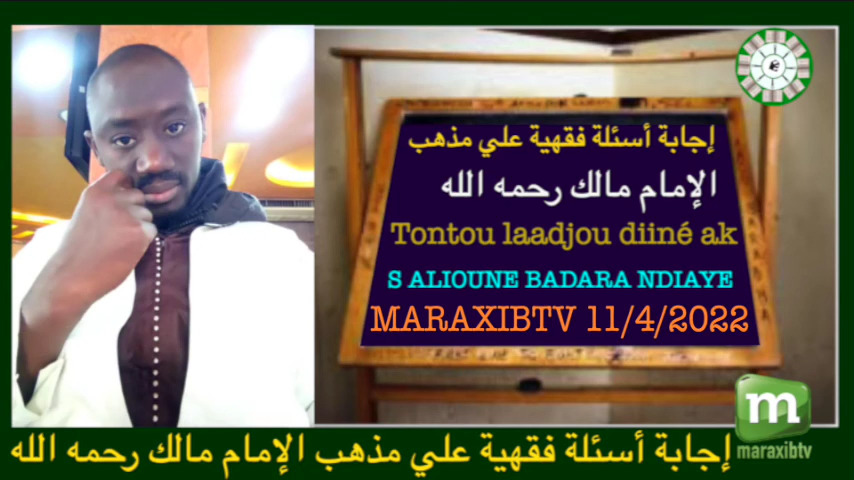 إجابة أسئلة فقهية علي مذهب
الإمام مالك رحمه الله
Tontou laadjou diiné ak
S ALIOUNE BADARA NDIAYE
MARAXIBTV 11/4/2022
m
maraxibtv
إجابة أسئلة فقهية علي مذهب الإمام مالك رحمه الله